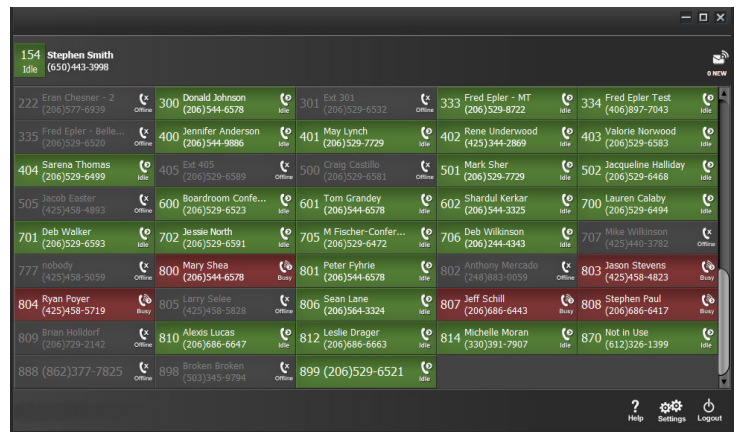 154 Stephen Smith
Idle (650)443-3998
0 NEW
222 Eran Chesner - 2 (206)577-6939 Offline
300 Donald Johnson (206)544-6578 Idle
301 Ext 301 (206)529-6532 Offline
333 Fred Epler - MT (206)529-8722 Idle
334 Fred Epler Test (406)897-7043 Idle
335 Fred Epler - Belle... (206)529-6520 Offline
400 Jennifer Anderson (206)544-9886 Idle
401 May Lynch (206)529-7729 Idle
402 Rene Underwood (425)344-2869 Idle
403 Valorie Norwood (206)529-6583 Idle
404 Sarena Thomas (206)529-6499 Idle
405 Ext 405 (206)529-6589 Offline
500 Craig Castillo (206)529-6581 Offline
501 Mark Sher (206)529-7729 Idle
502 Jacqueline Halliday (206)529-6468 Idle
505 Jacob Easter (425)458-4893 Offline
600 Boardroom Confe... (206)529-6523 Idle
601 Tom Grandey (206)544-6578 Idle
602 Shardul Kerkar (206)544-3325 Idle
700 Lauren Calaby (206)529-6494 Idle
701 Deb Walker (206)529-6593 Idle
702 Jessie North (206)529-6591 Idle
705 M Fischer-Confer... (206)529-6472 Idle
706 Deb Wilkinson (206)244-4343 Idle
707 Mike Wilkinson (425)440-3782 Offline
777 nobody (425)458-5059 Offline
800 Mary Shea (206)544-6578 Busy
801 Peter Fyhrie (206)544-6578 Idle
802 Anthony Mercado (248)883-0059 Offline
803 Jason Stevens (425)458-4823 Busy
804 Ryan Poyer (425)458-5719 Busy
805 Larry Selee (425)458-5828 Offline
806 Sean Lane (206)564-3324 Idle
807 Jeff Schill (206)686-6443 Busy
808 Stephen Paul (206)686-6417 Busy
809 Brian Holldorf (206)729-2142 Offline
810 Alexis Lucas (206)686-6647 Idle
812 Leslie Drager (206)686-6663 Idle
814 Michelle Moran (330)391-7907 Idle
870 Not in Use (612)326-1399 Idle
888 (862)377-7825 Offline
898 Broken Broken (503)345-9794 Offline
899 (206)529-6521 Idle
? Help Settings Logout